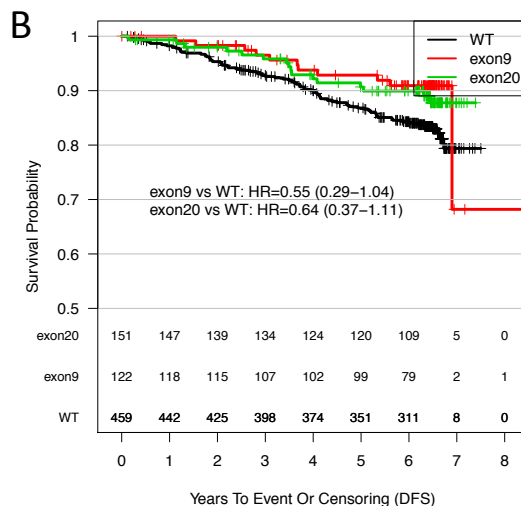 B
WT
exon9
exon20
1
0.9
0.8
0.7
0.6
0.5
Survival Probability
exon9 vs WT: HR=0.55 (0.29–1.04)
exon20 vs WT: HR=0.64 (0.37–1.11)
exon20 151 147 139 134 124 120 109 5 0
exon9 122 118 115 107 102 99 79 2 1
WT 459 442 425 398 374 351 311 8 0
0 1 2 3 4 5 6 7 8
Years To Event Or Censoring (DFS)